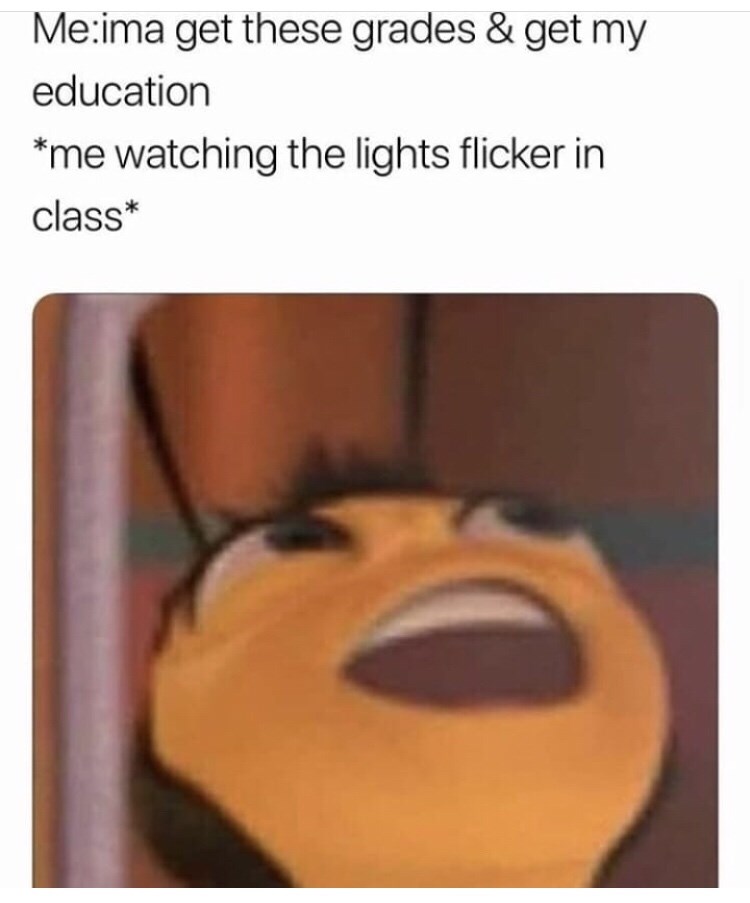 Me:ima get these grades & get my
education
*me watching the lights flicker in
class*